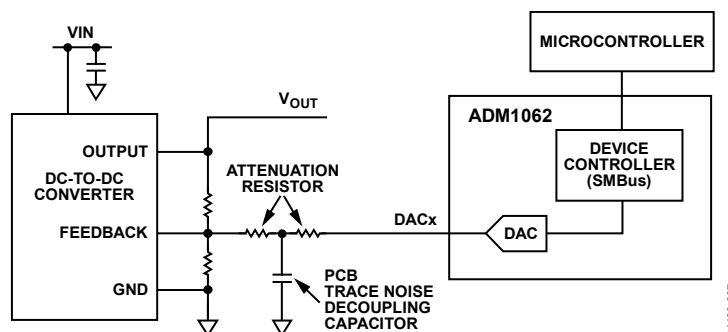 VIN
MICROCONTROLLER
VOUT
ADM1062
OUTPUT
DC-TO-DC
CONVERTER
ATTENUATION
RESISTOR
DEVICE
CONTROLLER
(SMBus)
FEEDBACK
DACx
DAC
GND
PCB
TRACE NOISE
DECOUPLING
CAPACITOR